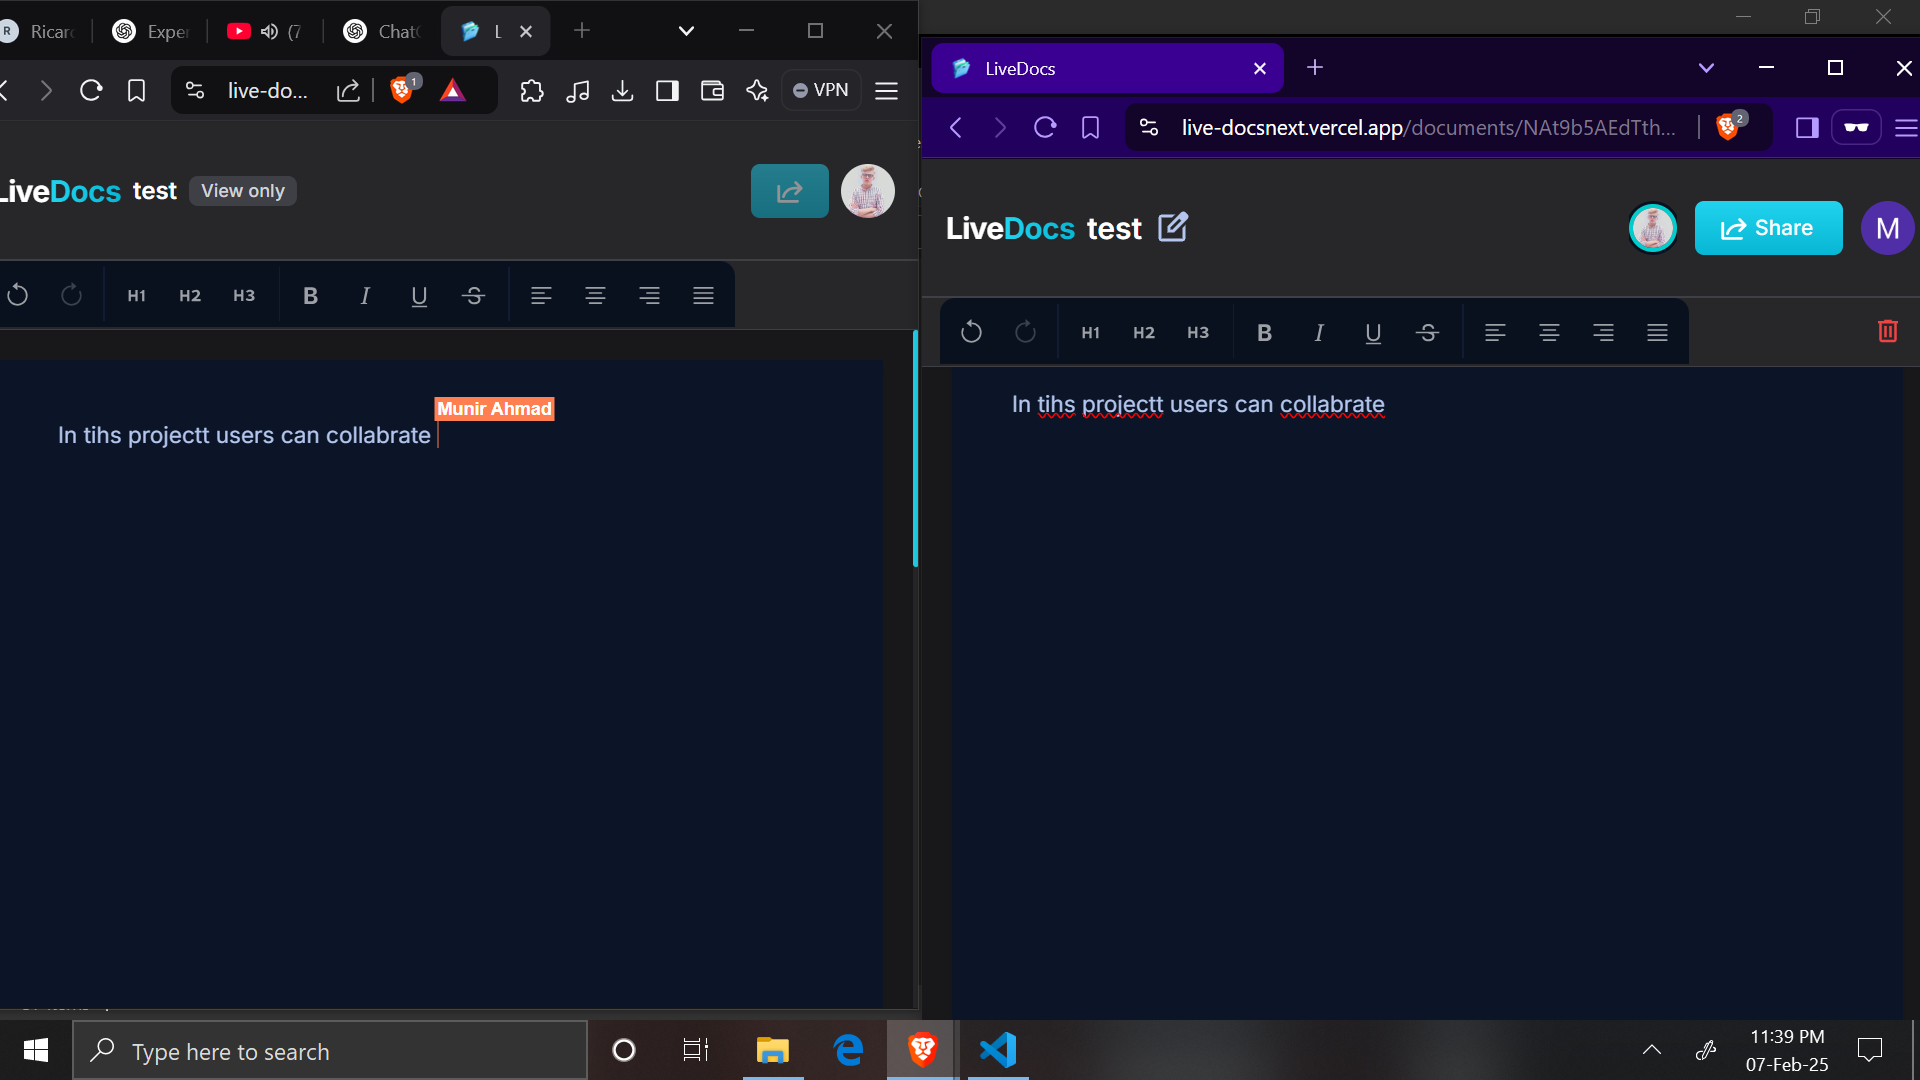 R Ricar
Exper
(7
Chat
L
live-do...
1
VPN
LiveDocs test View only
H1 H2 H3 B I U S
Munir Ahmad
In tihs projectt users can collabrate
LiveDocs
live-docsnext.vercel.app/documents/NAt9b5AEdTth...
2
LiveDocs test
Share
M
H1 H2 H3 B I U S
In tihs projectt users can collabrate
Type here to search
11:39 PM
07-Feb-25